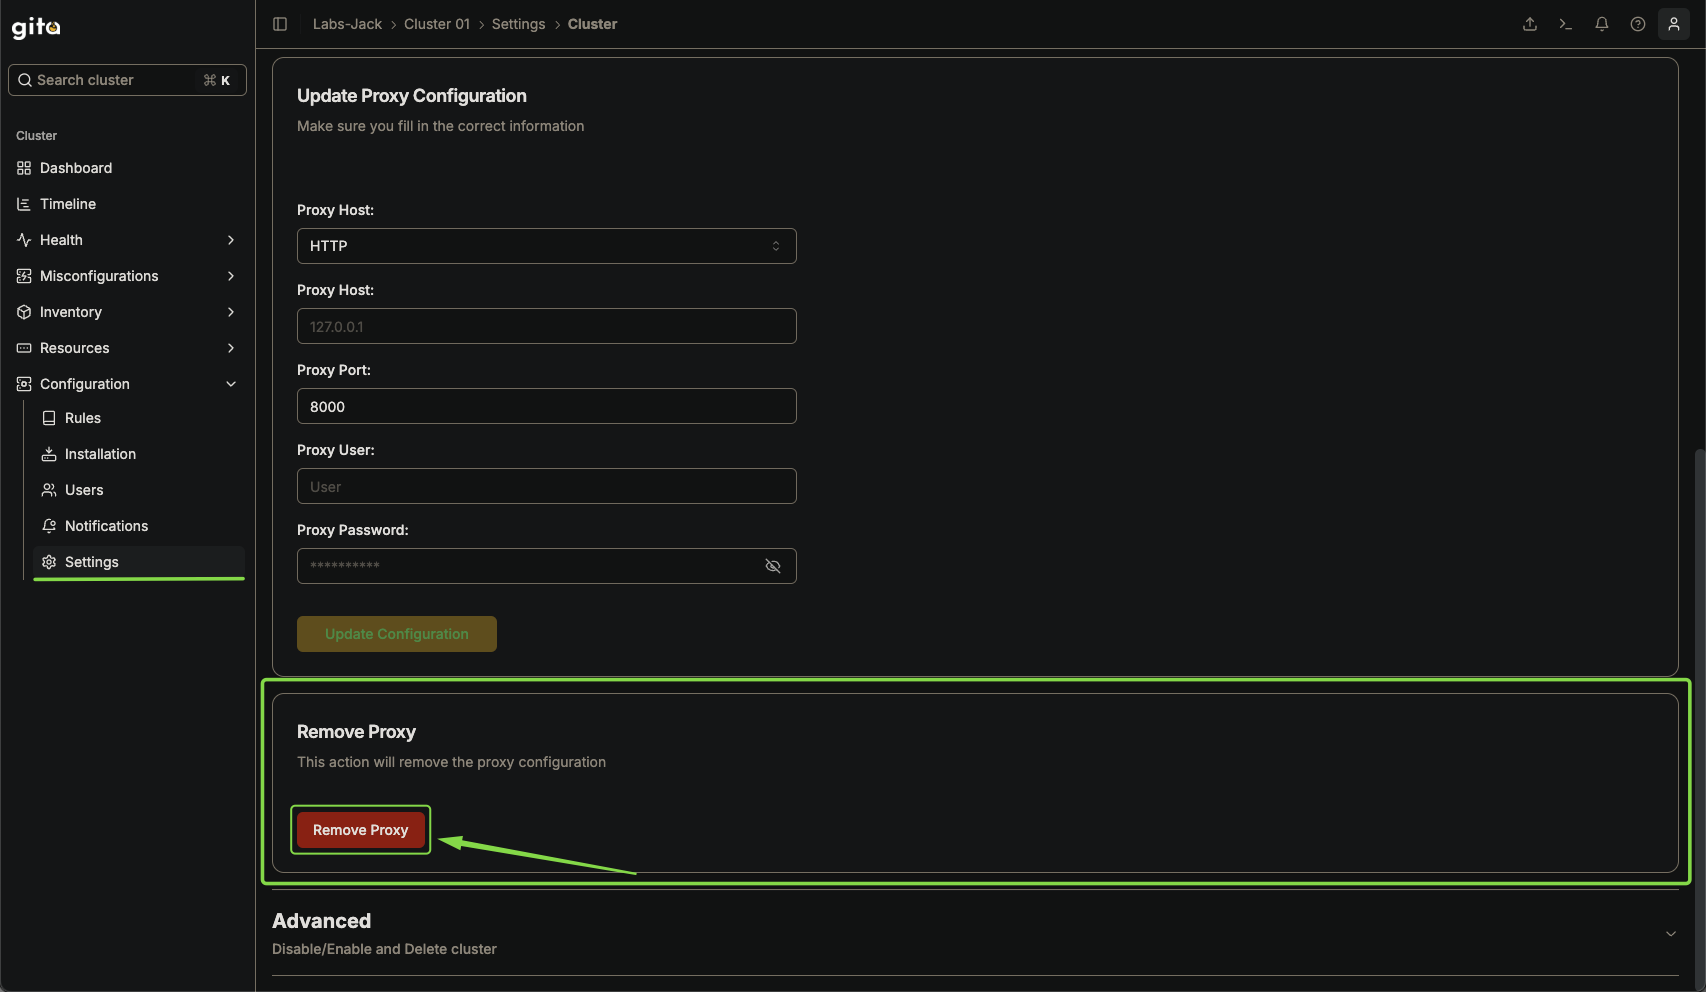 gita
Labs-Jack > Cluster 01 > Settings > Cluster
Search cluster ⌘ K
Cluster
Dashboard
Timeline
Health
Misconfigurations
Inventory
Resources
Configuration
Rules
Installation
Users
Notifications
Settings
Update Proxy Configuration
Make sure you fill in the correct information
Proxy Host:
HTTP
Proxy Host:
127.0.0.1
Proxy Port:
8000
Proxy User:
User
Proxy Password:
**********
Update Configuration
Remove Proxy
This action will remove the proxy configuration
Remove Proxy
Advanced
Disable/Enable and Delete cluster